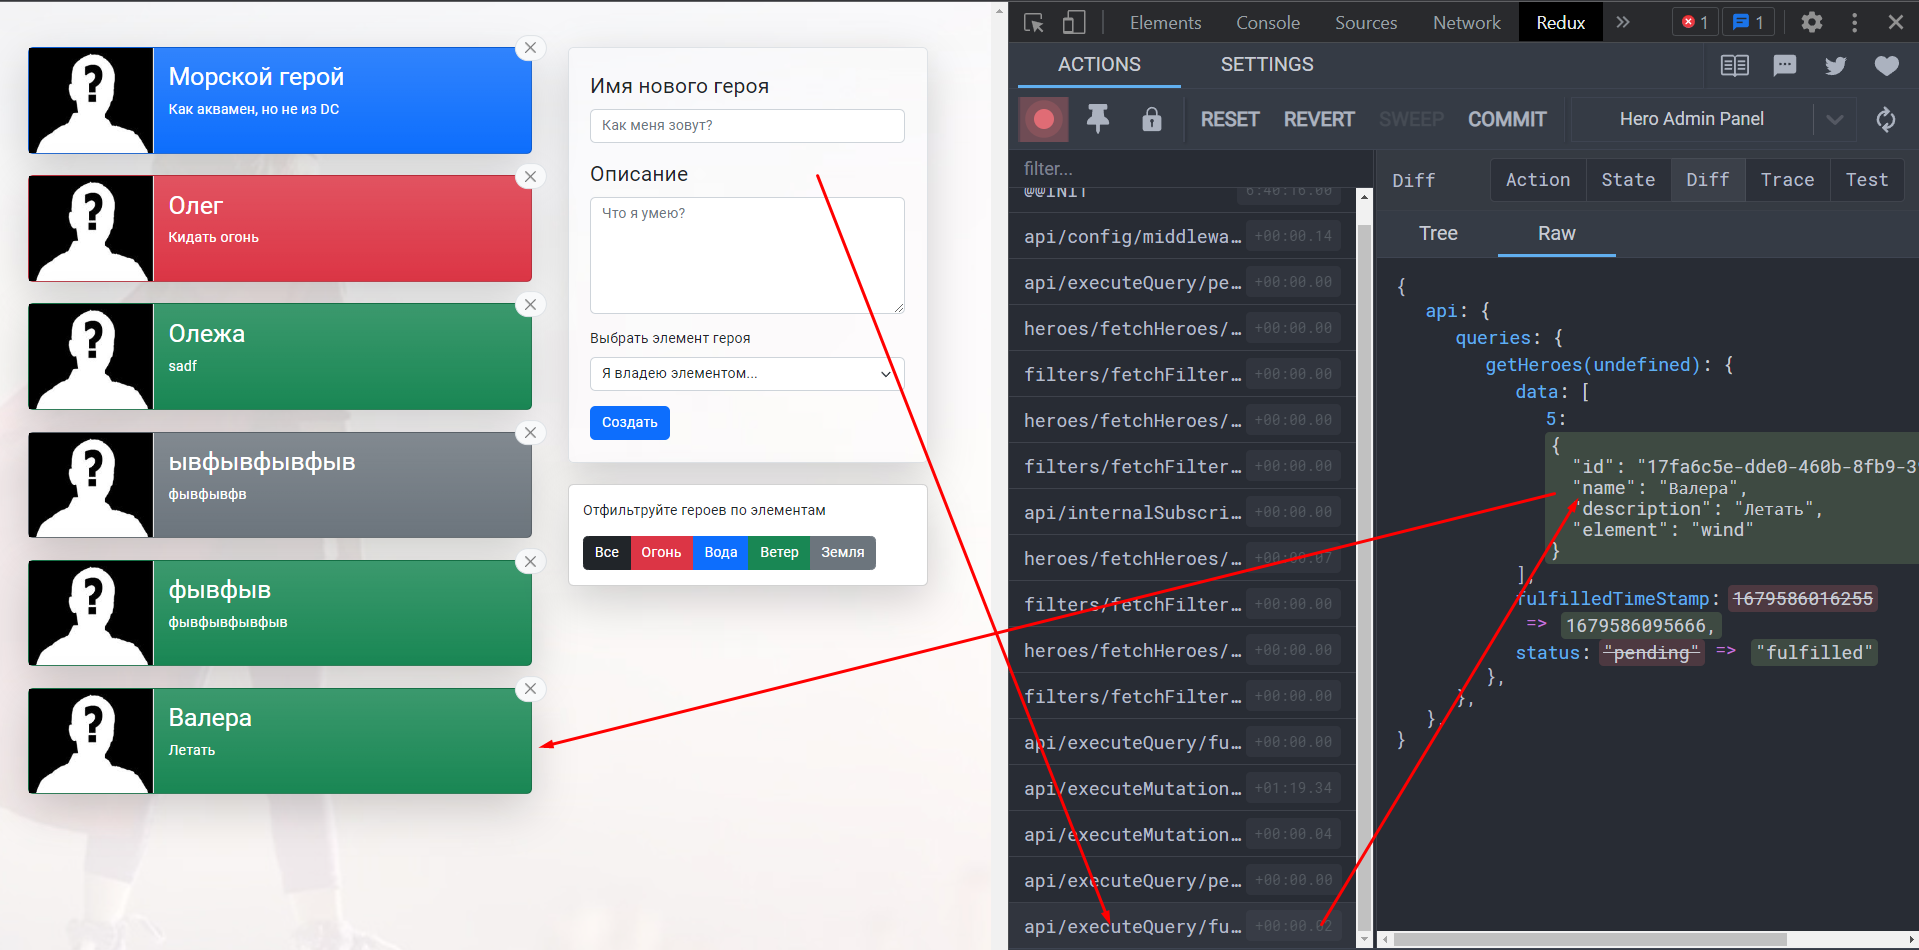 Морской герой
Как аквамен, но не из DC
Олег
Кидать огонь
Олежа
sadf
ывфывфывфыв
фывфывфв
фывфыв
фывфывфывфыв
Валера
Летать
Имя нового героя
Как меня зовут?
Описание
Что я умею?
Выбрать элемент героя
Я владею элементом...
Создать
Отфильтруйте героев по элементам
Все Огонь Вода Ветер Земля
Elements Console Sources Network Redux » 1 1
ACTIONS SETTINGS
RESET REVERT SWEEP COMMIT Hero Admin Panel
filter...
@@INIT 6:40:16.00
api/config/middlewa… +00:00.14
api/executeQuery/pe… +00:00.00
heroes/fetchHeroes/… +00:00.00
filters/fetchFilter… +00:00.00
heroes/fetchHeroes/… +00:00.00
filters/fetchFilter… +00:00.00
api/internalSubscri… +00:00.00
heroes/fetchHeroes/… +00:00.07
filters/fetchFilter… +00:00.00
heroes/fetchHeroes/… +00:00.00
filters/fetchFilter… +00:00.00
api/executeQuery/fu… +00:00.00
api/executeMutation… +01:19.34
api/executeMutation… +00:00.04
api/executeQuery/pe… +00:00.00
api/executeQuery/fu… +00:00.02
Diff Action State Diff Trace Test
Tree Raw
{
api: {
queries: {
getHeroes(undefined): {
data: [
5:
{
"id": "17fa6c5e-dde0-460b-8fb9-3
"name": "Валера",
"description": "Летать",
"element": "wind"
}
],
fulfilledTimeStamp: 1679586016255
=> 1679586095666,
status: "pending" => "fulfilled"
},
},
},
}